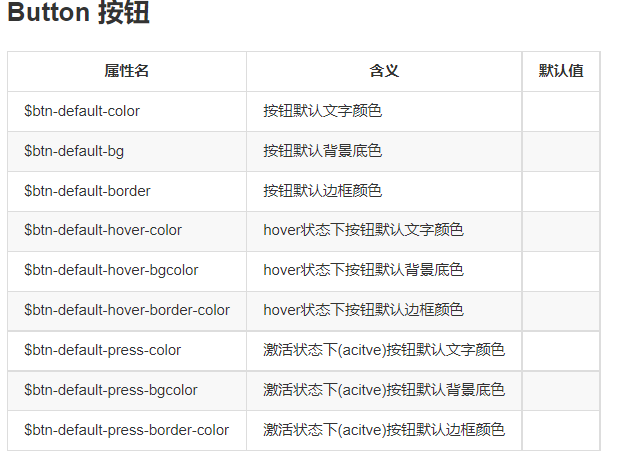 Button 按钮
属性名 含义 默认值
$btn-default-color 按钮默认文字颜色
$btn-default-bg 按钮默认背景底色
$btn-default-border 按钮默认边框颜色
$btn-default-hover-color hover状态下按钮默认文字颜色
$btn-default-hover-bgcolor hover状态下按钮默认背景底色
$btn-default-hover-border-color hover状态下按钮默认边框颜色
$btn-default-press-color 激活状态下(acitve)按钮默认文字颜色
$btn-default-press-bgcolor 激活状态下(acitve)按钮默认背景底色
$btn-default-press-border-color 激活状态下(acitve)按钮默认边框颜色